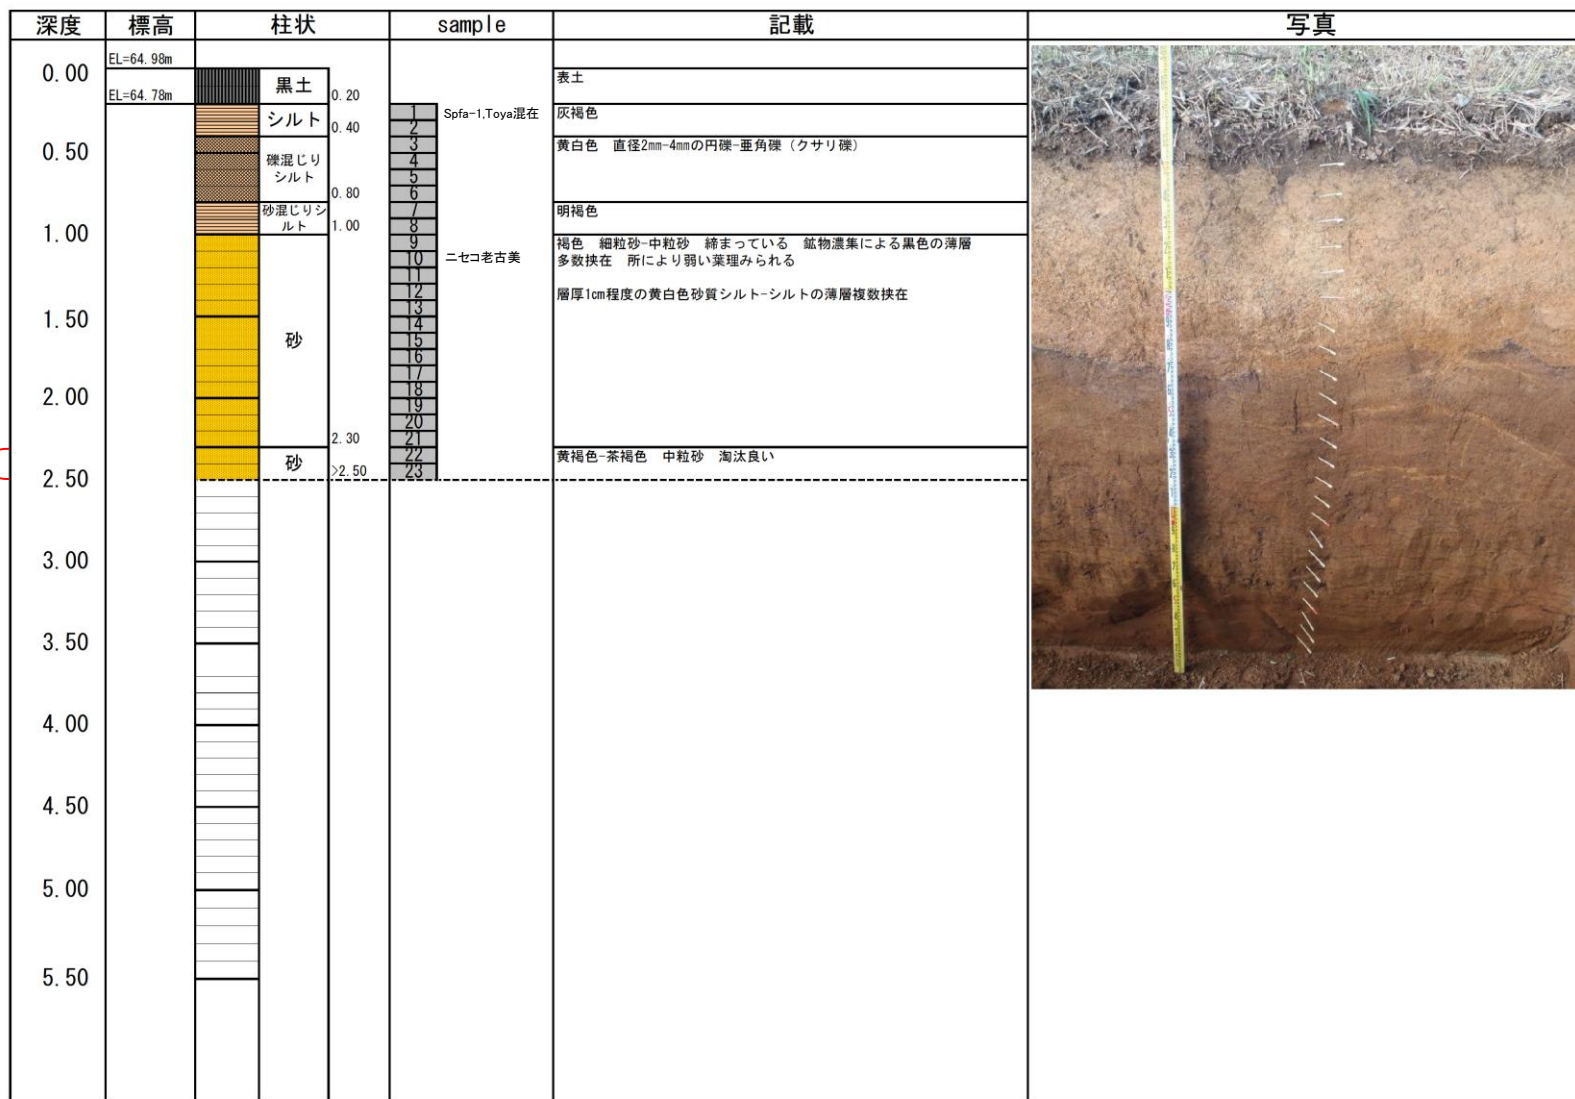 深度 標高 柱状 sample 記載 写真
EL=64.98m
0.00
黒土
表土
EL=64.78m
0.20
シルト
1
Spfa-1,Toya混在
灰褐色
2
0.40
0.50
礫混じり
シルト
3
黄白色 直径2mm-4mmの円礫-亜角礫（クサリ礫）
4
5
6
0.80
砂混じりシ
ルト
7
明褐色
8
1.00
1.00
砂
9
褐色 細粒砂-中粒砂 締まっている 鉱物濃集による黒色の薄層
多数挟在 所により弱い葉理みられる
10
ニセコ老古美
11
12
層厚1cm程度の黄白色砂質シルト-シルトの薄層複数挟在
13
1.50
14
15
16
17
18
2.00
19
20
21
2.30
砂
22
黄褐色-茶褐色 中粒砂 淘汰良い
23
>2.50
2.50
3.00
3.50
4.00
4.50
5.00
5.50